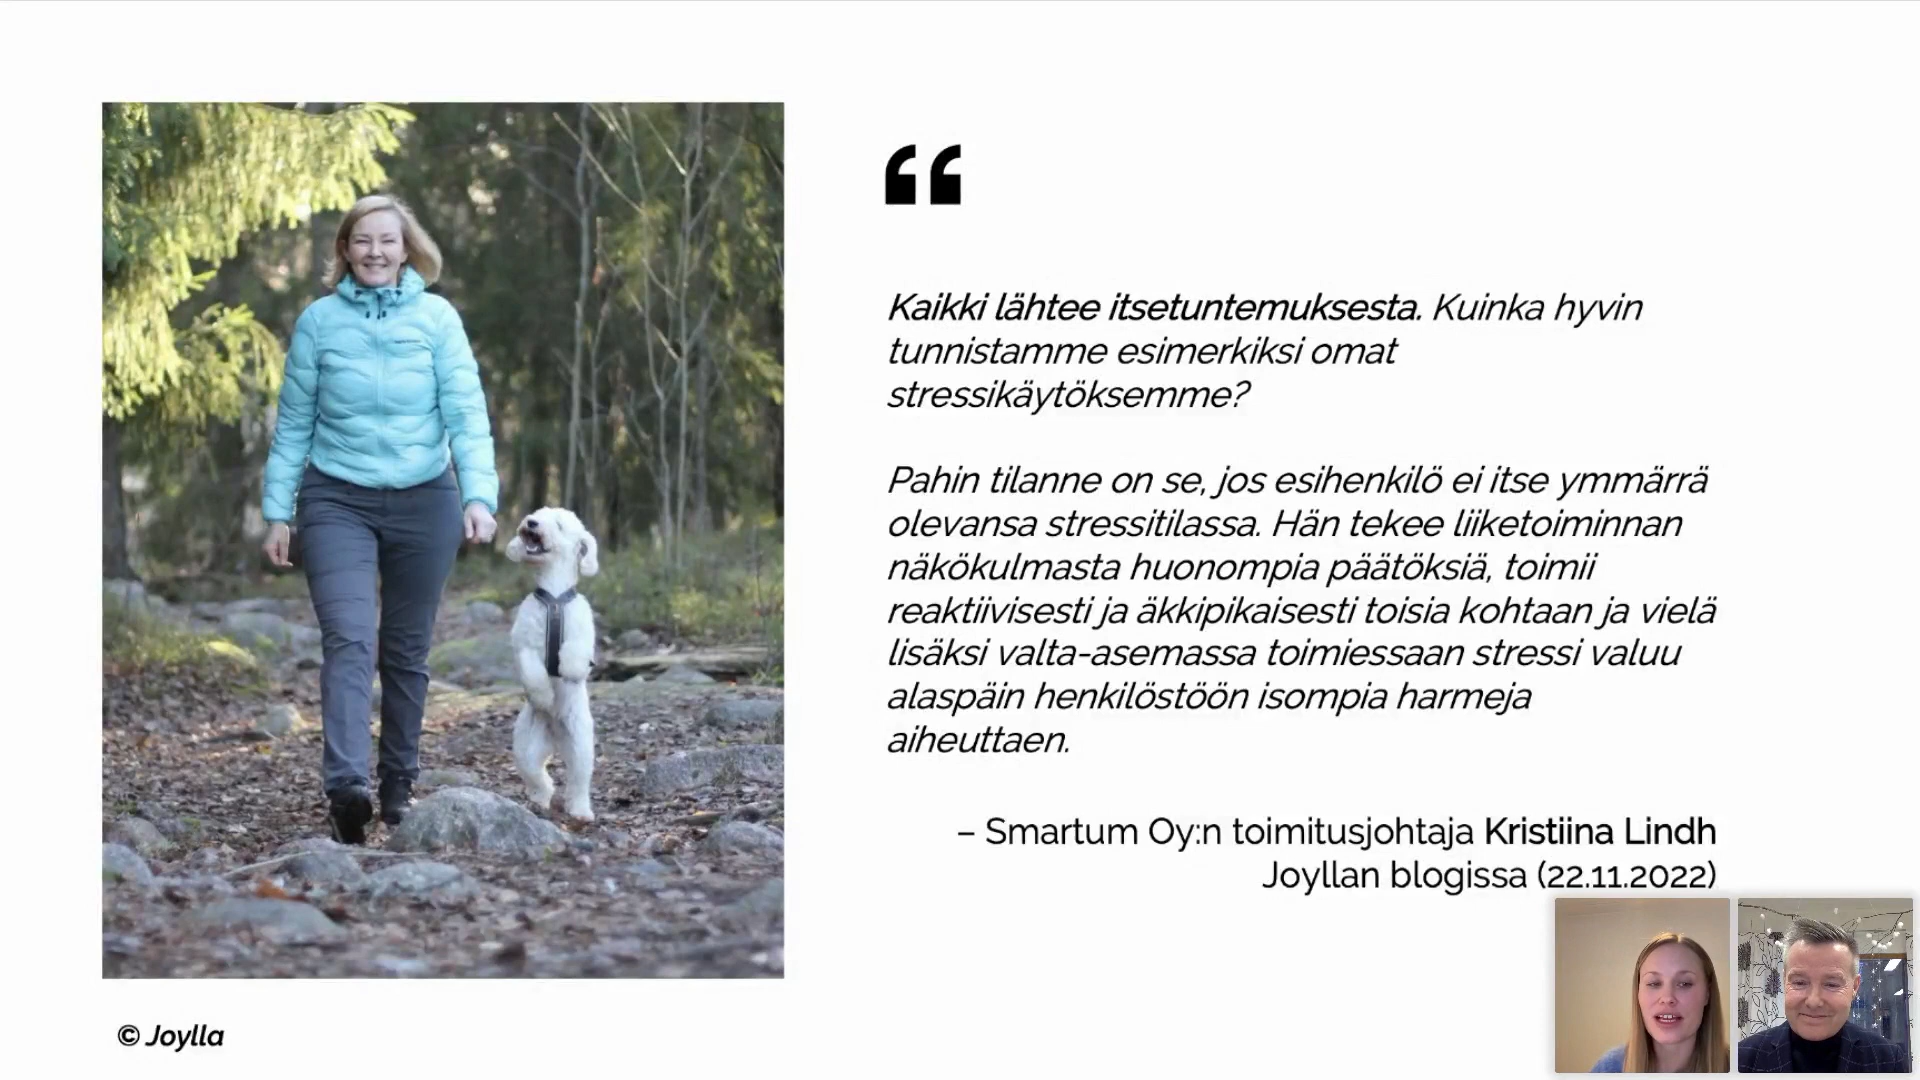 Kaikki lähtee itsetuntemuksesta. Kuinka hyvin
tunnistamme esimerkiksi omat
stressikäytöksemme?
Pahin tilanne on se, jos esihenkilö ei itse ymmärrä
olevansa stressitilassa. Hän tekee liiketoiminnan
näkökulmasta huonompia päätöksiä, toimii
reaktiivisesti ja äkkipikaisesti toisia kohtaan ja vielä
lisäksi valta-asemassa toimiessaan stressi valuu
alaspäin henkilöstöön isompia harmeja
aiheuttaen.
– Smartum Oy:n toimitusjohtaja Kristiina Lindh
Joyllan blogissa (22.11.2022)
© Joylla